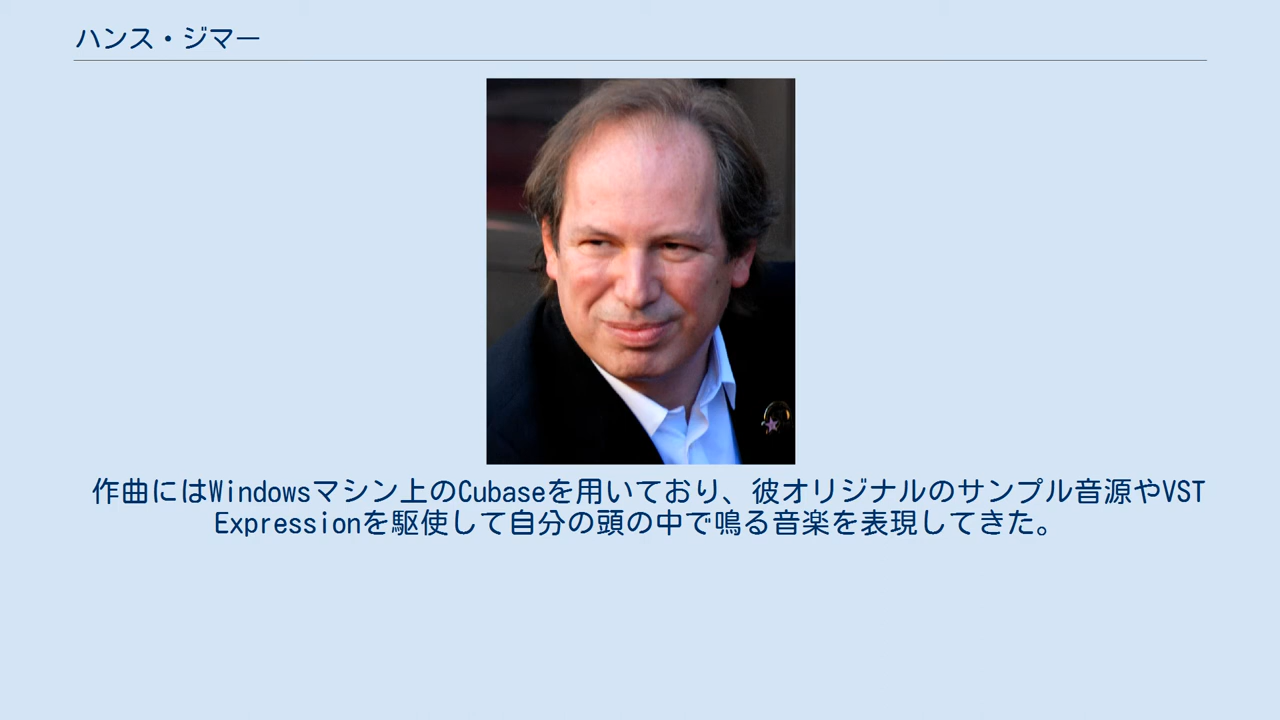 ハンス・ジマー
作曲にはWindowsマシン上のCubaseを用いており、彼オリジナルのサンプル音源やVST
Expressionを駆使して自分の頭の中で鳴る音楽を表現してきた。